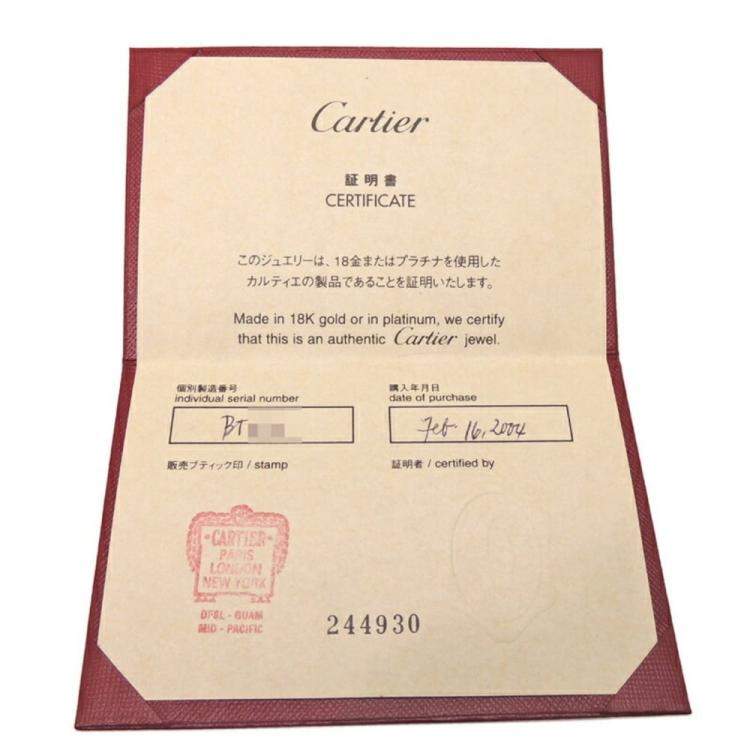 Cartier
証明書
CERTIFICATE
このジュエリーは、18金またはプラチナを使用した
カルティエの製品であることを証明いたします。
Made in 18K gold or in platinum, we certify
that this is an authentic Cartier jewel.
個別製造番号
individual serial number
BT
購入年月日
date of purchase
Feb 16, 2004
販売ブティック印 / stamp
証明者 / certified by
CARTIER
PARIS
LONDON
NEW YORK
DFSL - GUAM
MID - PACIFIC
244930